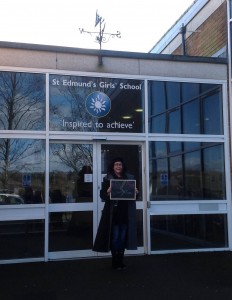 St Edmund's Girls' School
'Inspired to achieve'